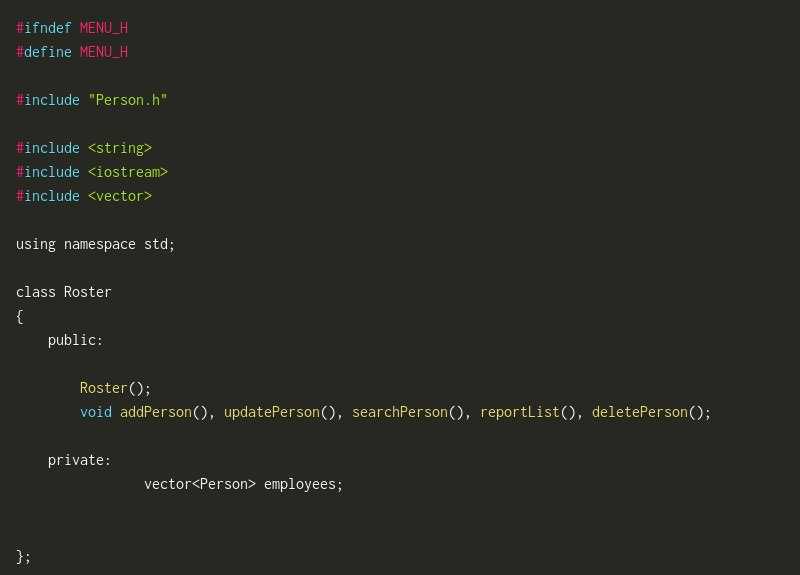 #ifndef MENU_H
#define MENU_H
#include "Person.h"
#include <string>
#include <iostream>
#include <vector>
using namespace std;
class Roster
{
public:
Roster();
void addPerson(), updatePerson(), searchPerson(), reportList(), deletePerson();
private:
vector<Person> employees;
};